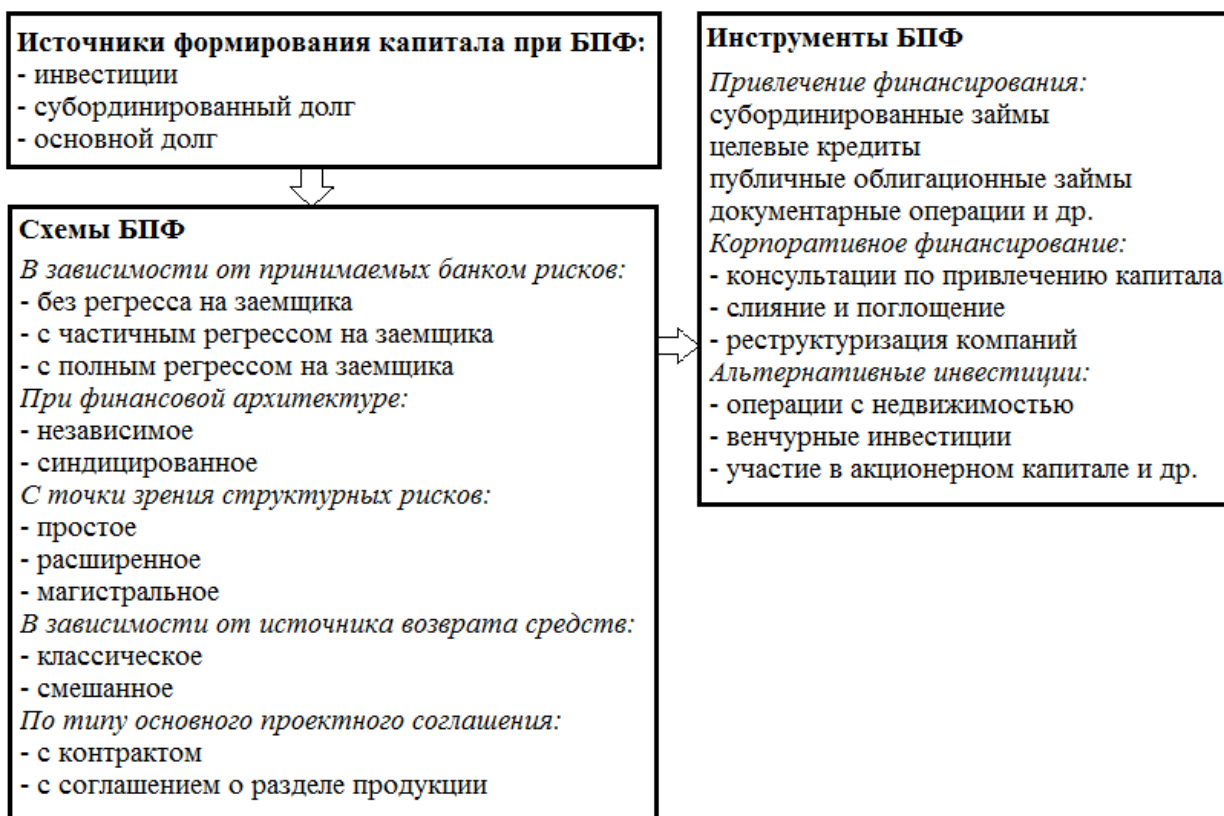 Источники формирования капитала при БПФ:
- инвестиции
- субординированный долг
- основной долг
Схемы БПФ
В зависимости от принимаемых банком рисков:
- без регресса на заемщика
- с частичным регрессом на заемщика
- с полным регрессом на заемщика
При финансовой архитектуре:
- независимое
- синдицированное
С точки зрения структурных рисков:
- простое
- расширенное
- магистральное
В зависимости от источника возврата средств:
- классическое
- смешанное
По типу основного проектного соглашения:
- с контрактом
- с соглашением о разделе продукции
Инструменты БПФ
Привлечение финансирования:
субординированные займы
целевые кредиты
публичные облигационные займы
документарные операции и др.
Корпоративное финансирование:
- консультации по привлечению капитала
- слияние и поглощение
- реструктуризация компаний
Альтернативные инвестиции:
- операции с недвижимостью
- венчурные инвестиции
- участие в акционерном капитале и др.